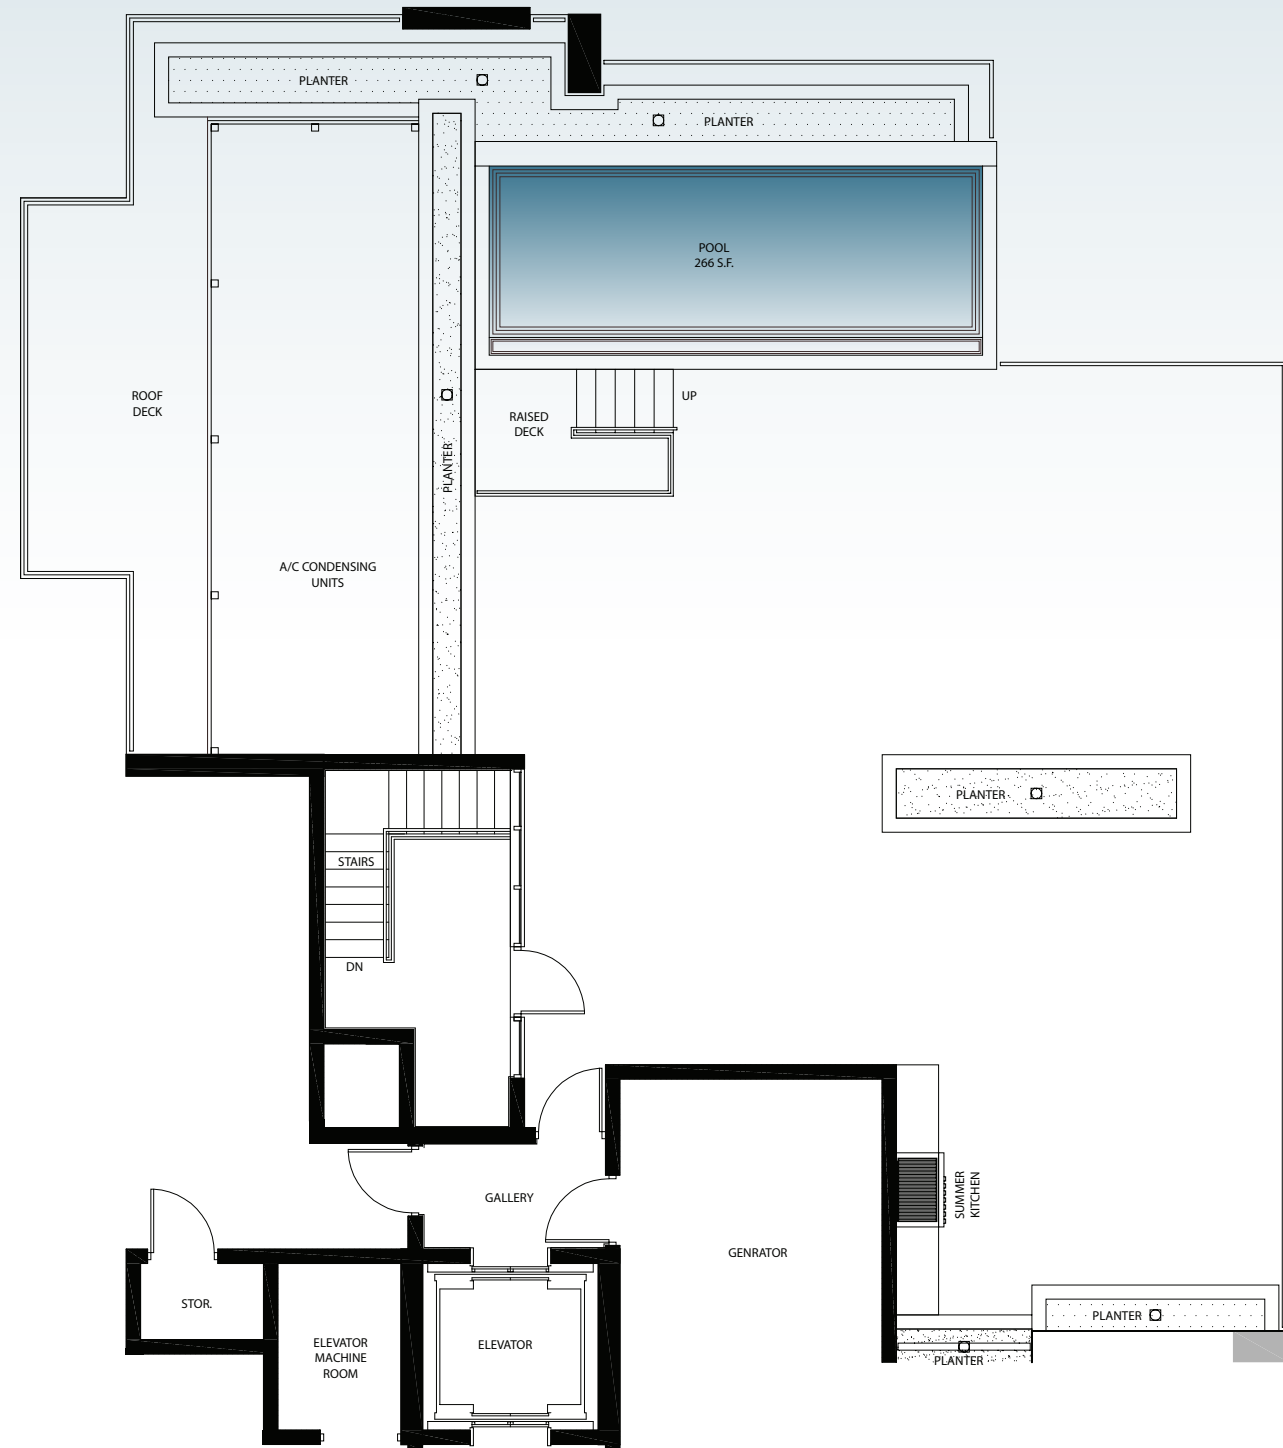 PLANTER
PLANTER
POOL
266 S.F.
ROOF
DECK
UP
RAISED
DECK
PLANTER
A/C CONDENSING
UNITS
PLANTER
STAIRS
DN
SUMMER
KITCHEN
GALLERY
GENRATOR
STOR.
PLANTER
ELEVATOR
MACHINE
ROOM
ELEVATOR
PLANTER